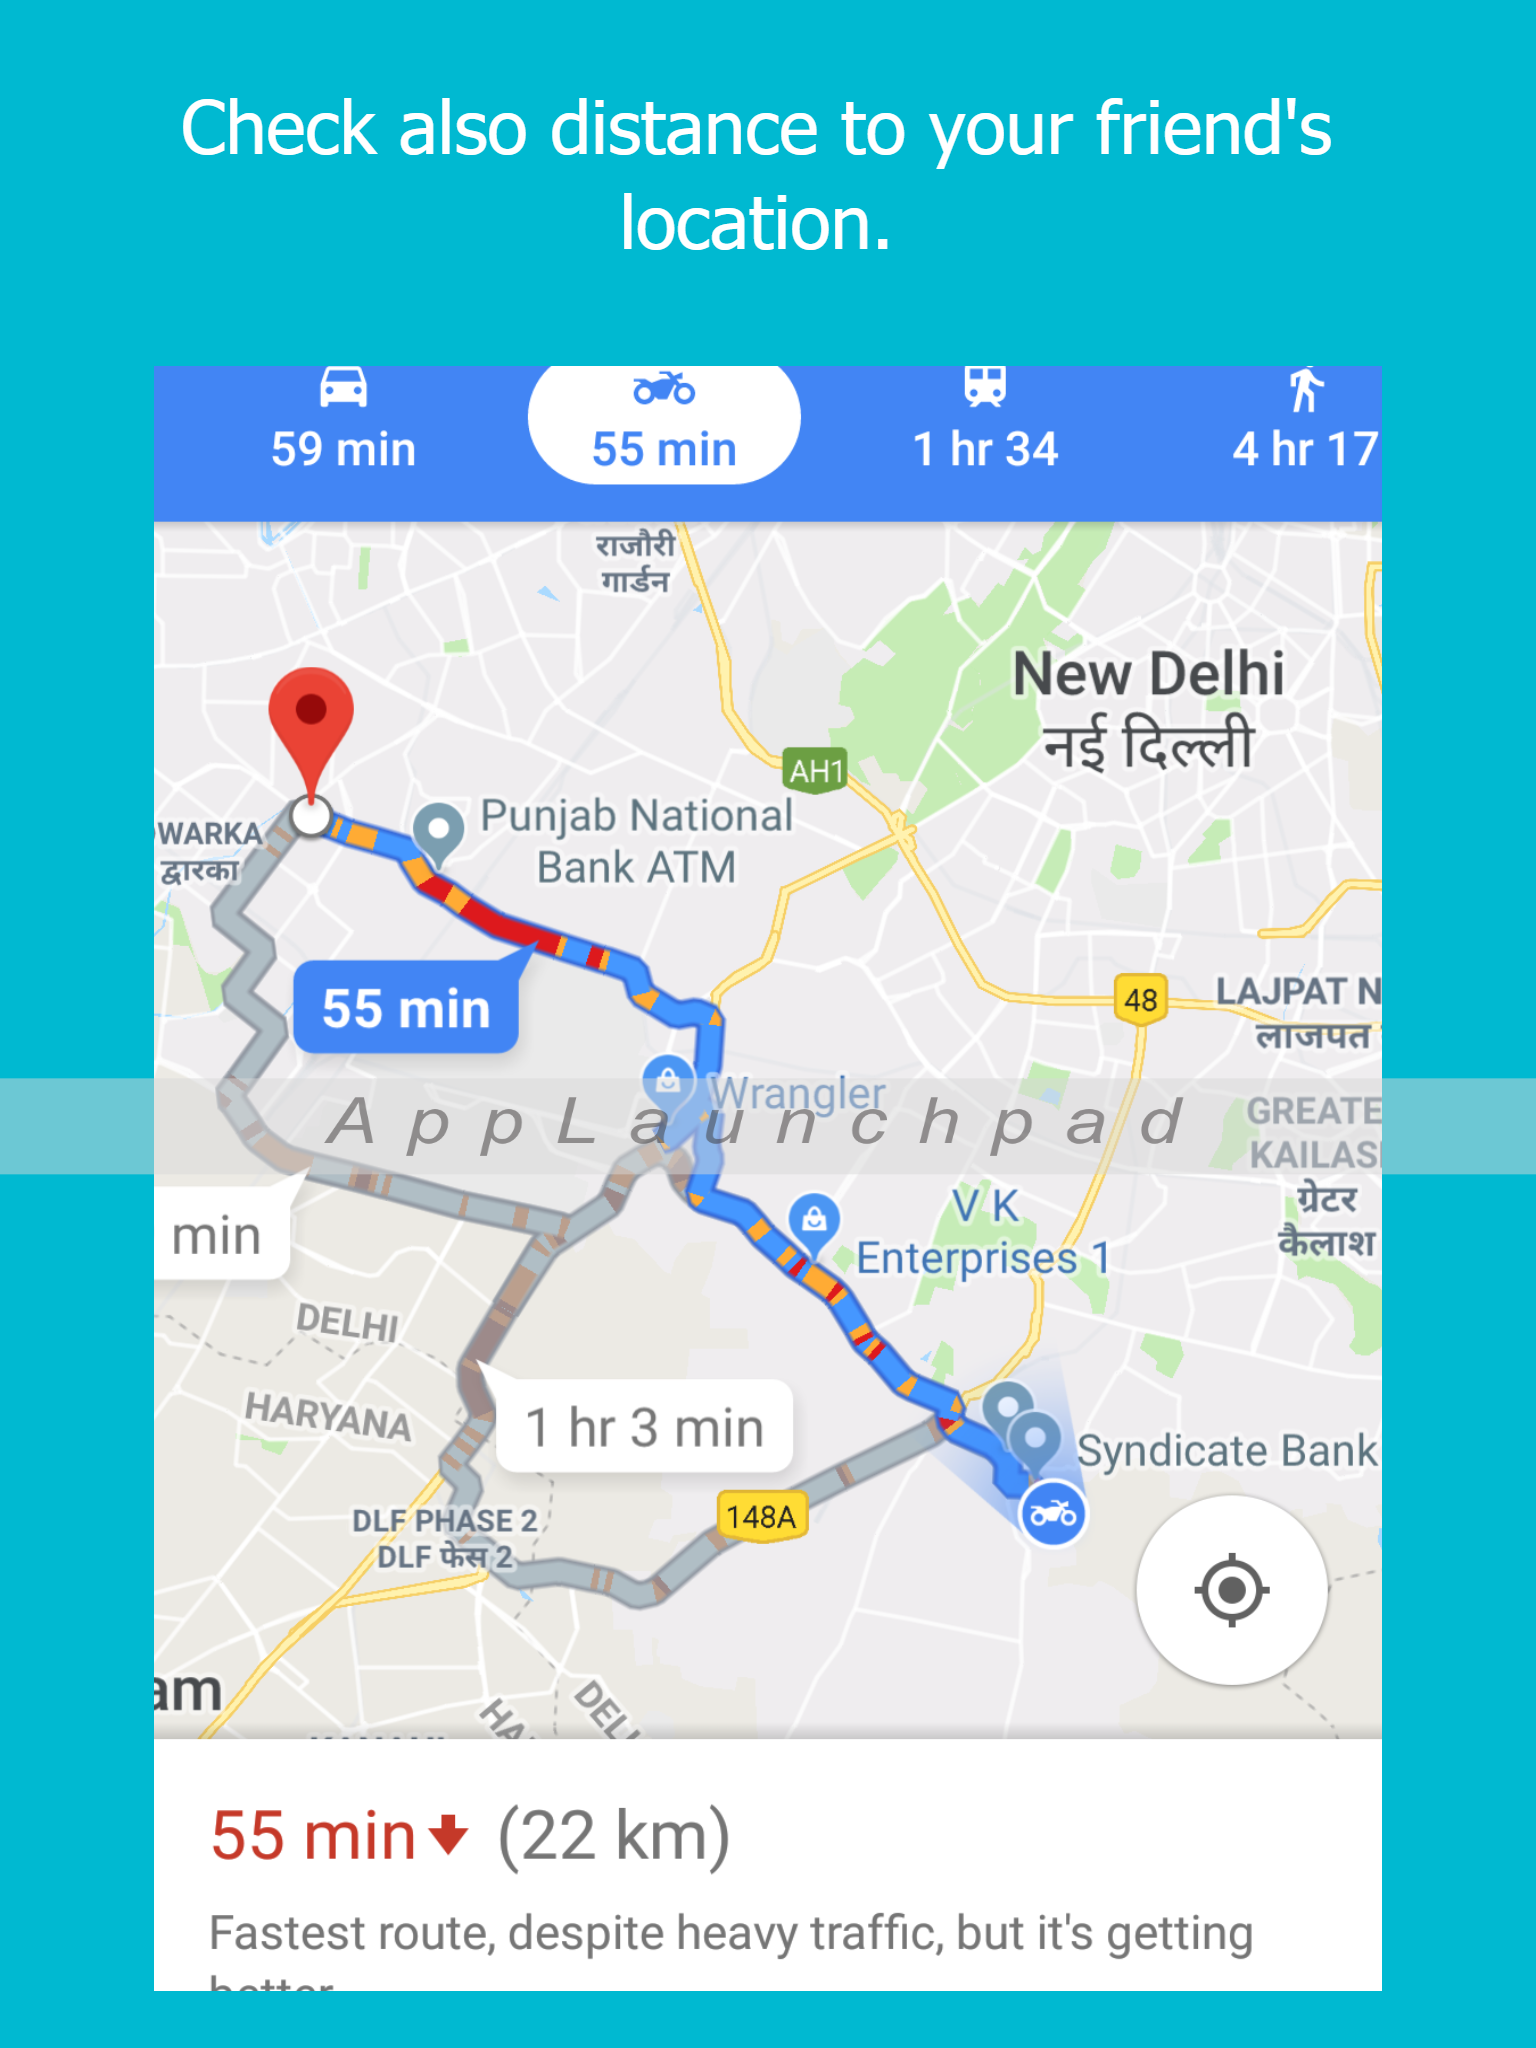 Check also distance to your friend's
location.
59 min
55 min
1 hr 34
4 hr 17
राजौरी
गार्डन
New Delhi
नई दिल्ली
AH1
Punjab National
Bank ATM
WARKA
द्वारका
55 min
48
LAJPAT N
लाजपत
Wrangler
AppLaunchpad
GREATE
KAILAS
ग्रेटर
कैलाश
min
V K
Enterprises 1
DELHI
HARYANA
1 hr 3 min
Syndicate Bank
148A
DLF PHASE 2
DLF फेस 2
am
HA
DELI
55 min (22 km)
Fastest route, despite heavy traffic, but it's getting
better